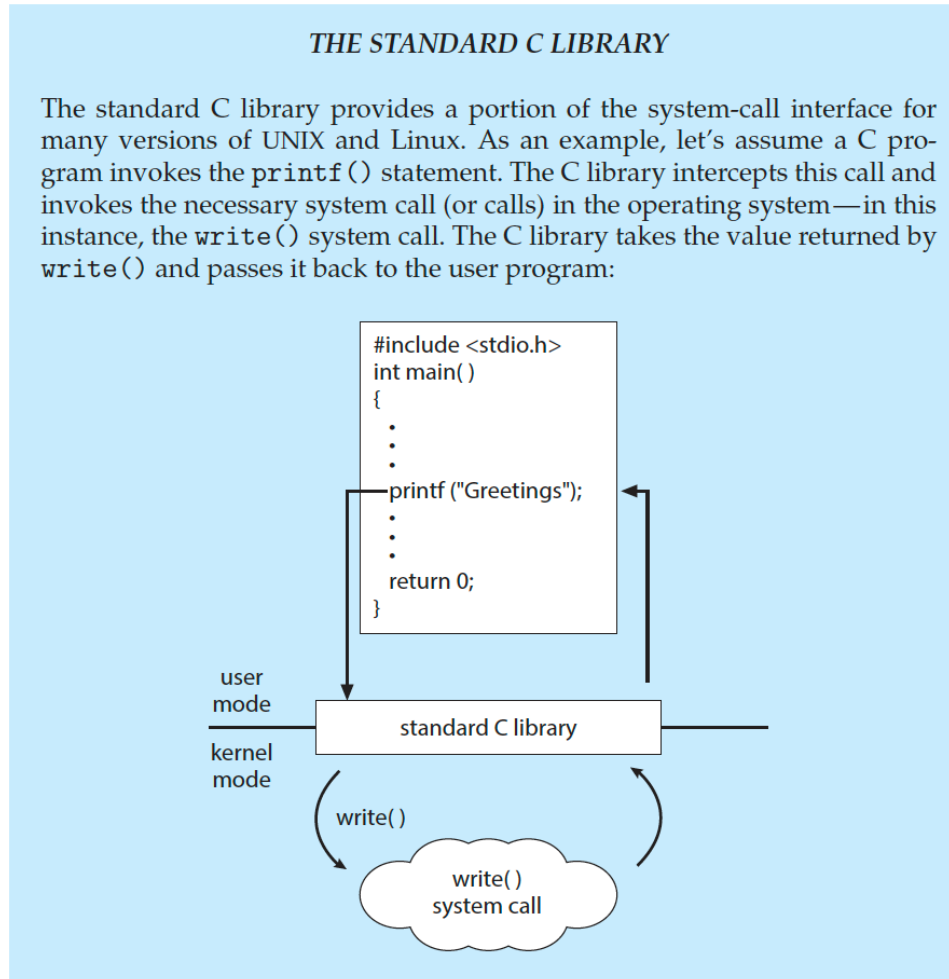 THE STANDARD C LIBRARY
The standard C library provides a portion of the system-call interface for
many versions of UNIX and Linux. As an example, let's assume a C pro-
gram invokes the printf() statement. The C library intercepts this call and
invokes the necessary system call (or calls) in the operating system—in this
instance, the write() system call. The C library takes the value returned by
write() and passes it back to the user program:
#include <stdio.h>
int main( )
{
•
•
•
printf ("Greetings");
•
•
•
return 0;
}
user
mode
standard C library
kernel
mode
write( )
write( )
system call